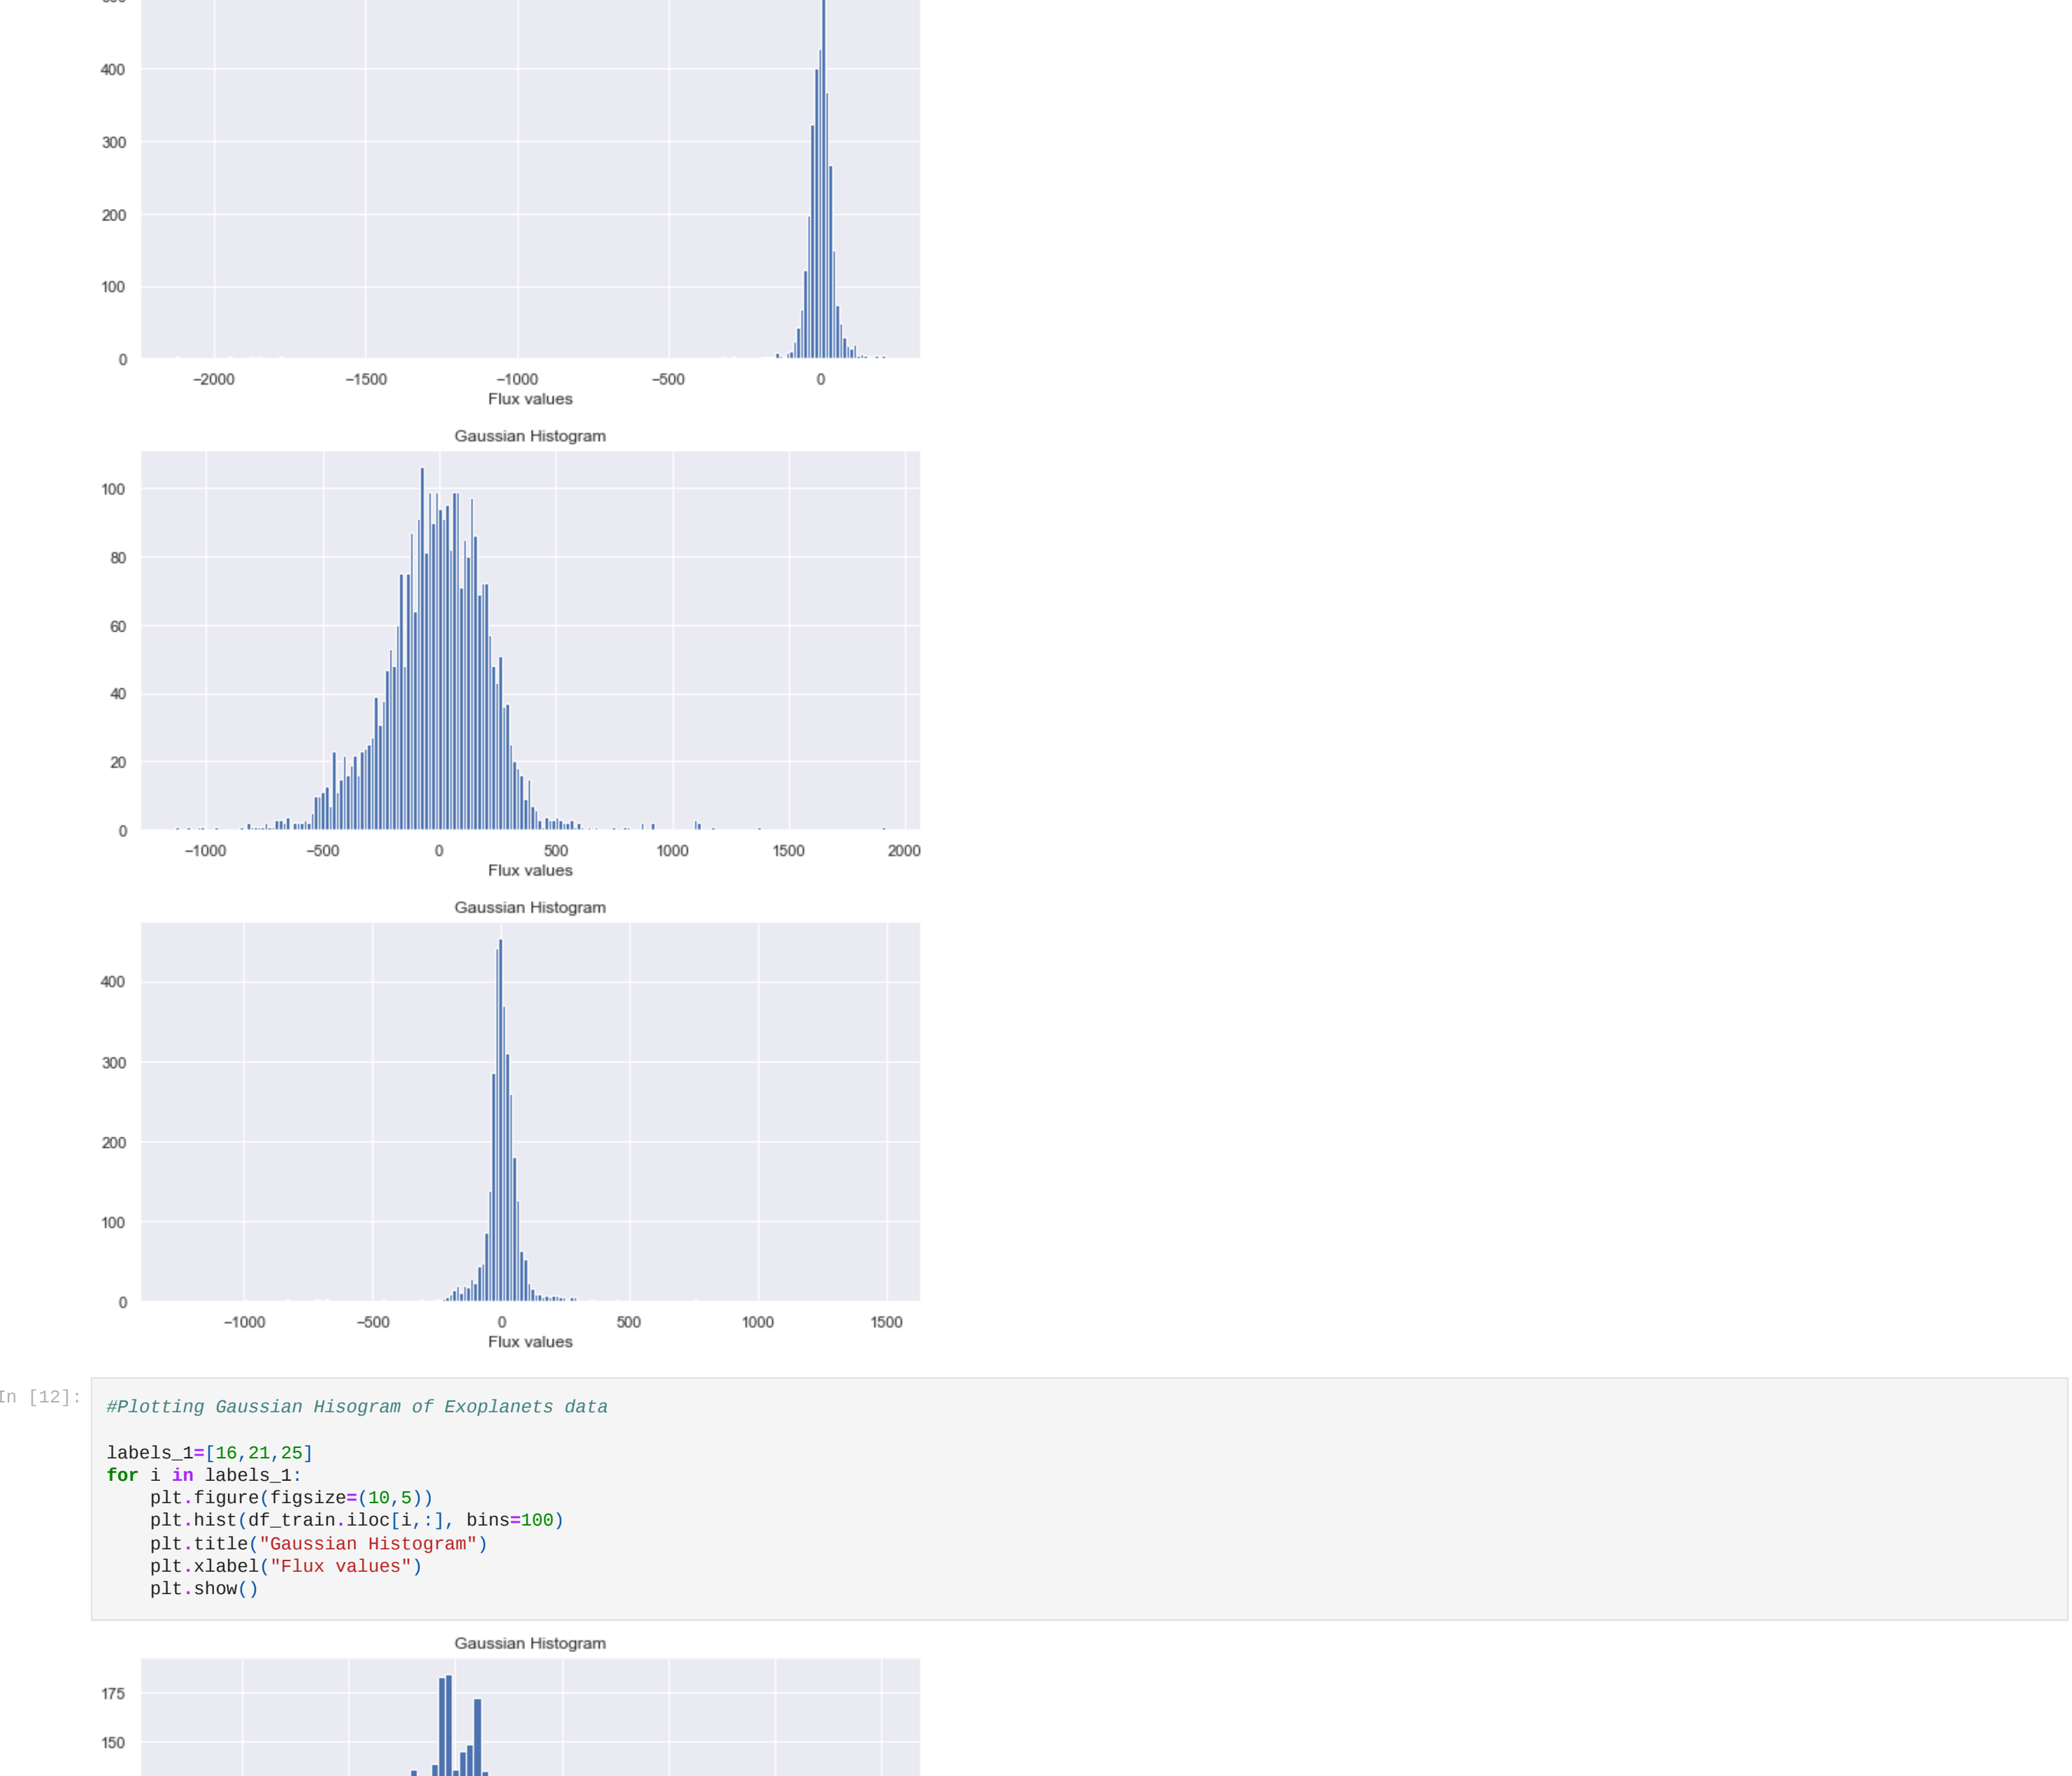 400
300
200
100
0
−2000 −1500 −1000 −500 0
Flux values
Gaussian Histogram
100
80
60
40
20
0
−1000 −500 0 500 1000 1500 2000
Flux values
Gaussian Histogram
400
300
200
100
0
−1000 −500 0 500 1000 1500
Flux values
In [12]:
#Plotting Gaussian Hisogram of Exoplanets data
labels_1=[16,21,25]
for i in labels_1:
    plt.figure(figsize=(10,5))
    plt.hist(df_train.iloc[i,:], bins=100)
    plt.title("Gaussian Histogram")
    plt.xlabel("Flux values")
    plt.show()
Gaussian Histogram
175
150